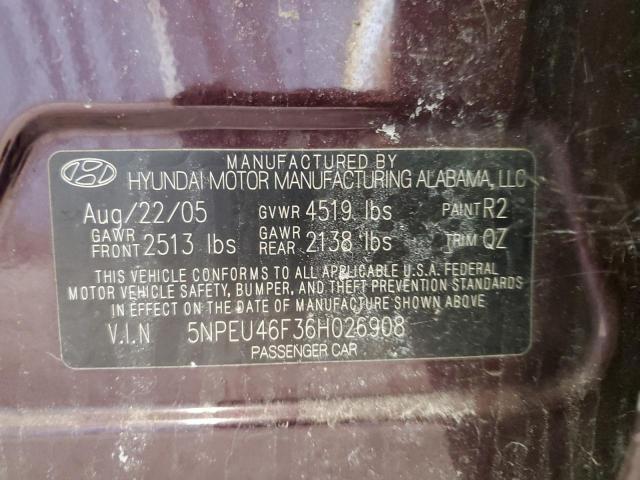 MANUFACTURED BY
HYUNDAI MOTOR MANUFACTURING ALABAMA, LLC
Aug/22/05 GVWR 4519 lbs PAINT R2
GAWR FRONT 2513 lbs GAWR REAR 2138 lbs TRIM QZ
THIS VEHICLE CONFORMS TO ALL APPLICABLE U.S.A. FEDERAL
MOTOR VEHICLE SAFETY, BUMPER, AND THEFT PREVENTION STANDARDS
IN EFFECT ON THE DATE OF MANUFACTURE SHOWN ABOVE
V.I.N 5NPEU46F36H026908
PASSENGER CAR